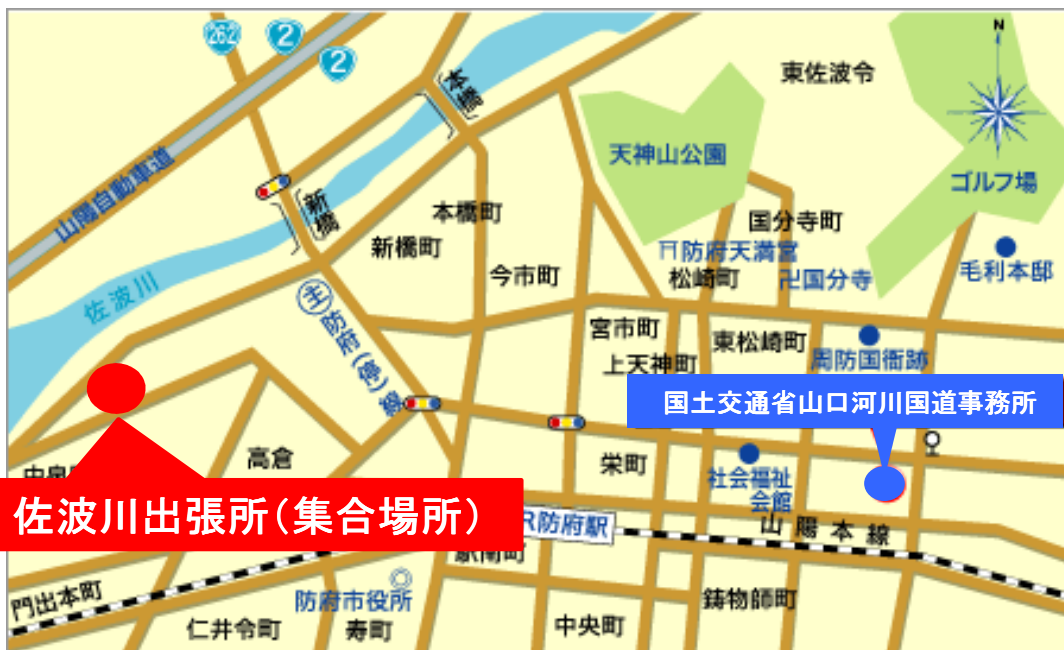 262
2
2
N
本橋
東佐波令
天神山公園
ゴルフ場
山陽自動車道
新橋
本橋町
新橋町
国分寺町
防府天満宮
毛利本邸
佐波川
今市町
松崎町
卍国分寺
主防府(停)線
宮市町
東松崎町
上天神町
周防国衙跡
国土交通省山口河川国道事務所
高倉
栄町
社会福祉
会館
佐波川出張所(集合場所)
R防府駅
山陽本線
駅南町
門出本町
防府市役所
鋳物師町
仁井令町
寿町
中央町